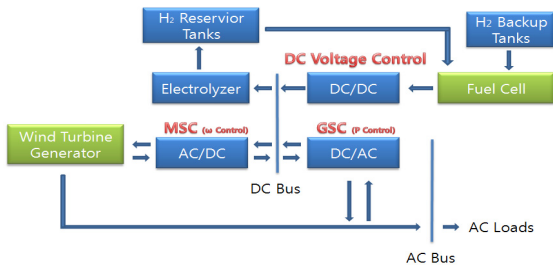 H₂ Reservior
Tanks
H₂ Backup
Tanks
DC Voltage Control
Electrolyzer
DC/DC
Fuel Cell
MSC (ω Control)
GSC (P Control)
Wind Turbine
Generator
AC/DC
DC/AC
DC Bus
AC Loads
AC Bus